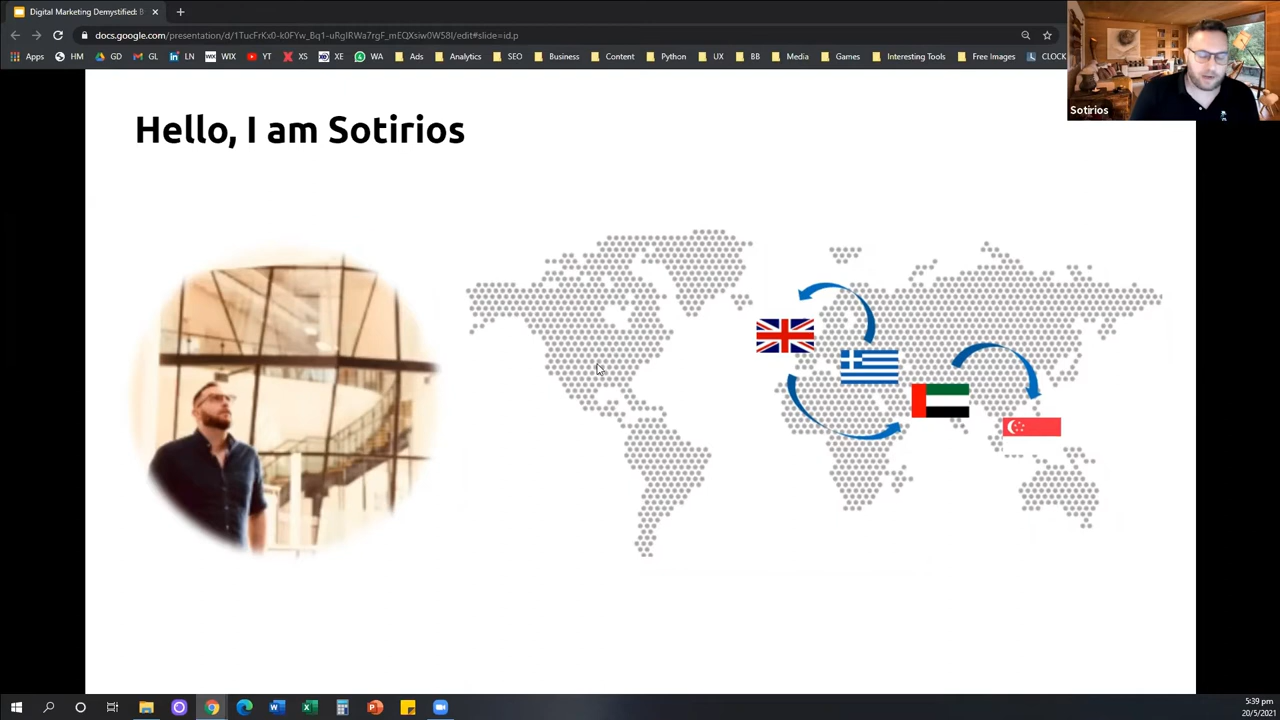 Digital Marketing Demystified: B
docs.google.com/presentation/d/1TucFrKx0-k0FYw_Bq1-uRgIRWa7rgF_mEQXsiw0W58I/edit#slide=id.p
Apps HM GD GL LN WIX YT XS XE WA Ads Analytics SEO Business Content Python UX BB Media Games Interesting Tools Free Images CLOCK
Sotirios
Hello, I am Sotirios
5:39 pm
20/5/2021